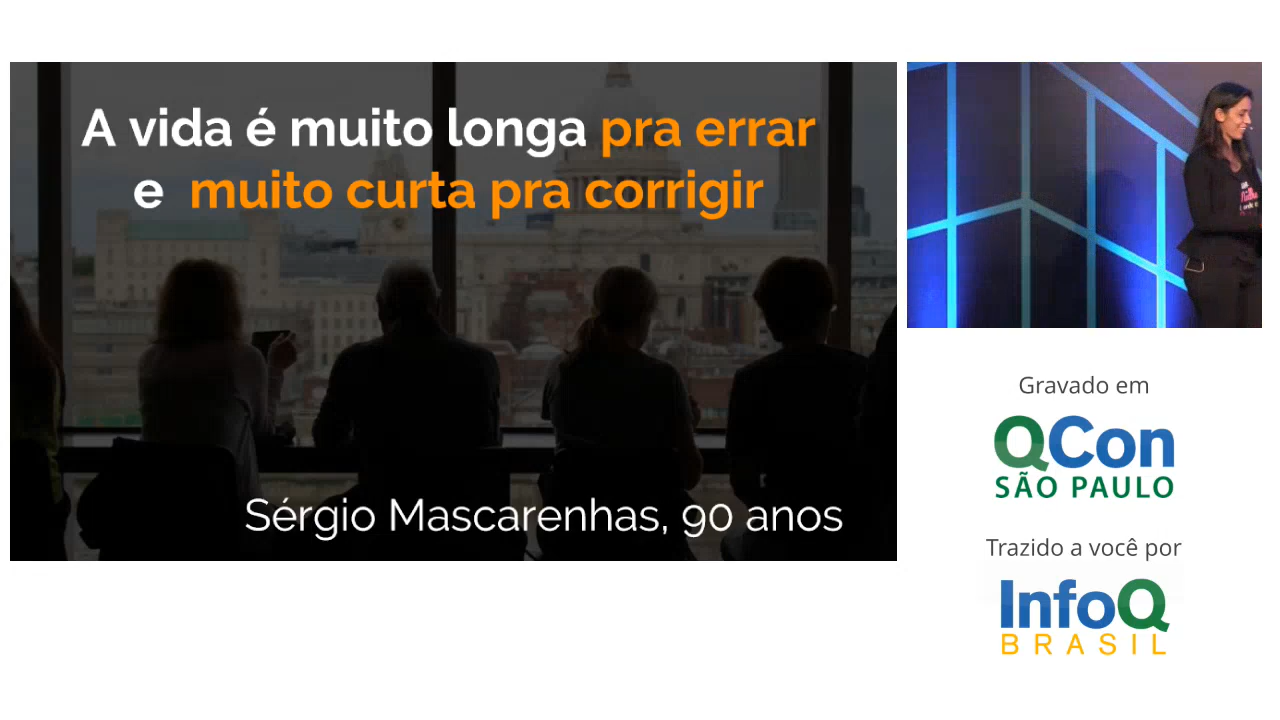 A vida é muito longa pra errar
e muito curta pra corrigir
Sérgio Mascarenhas, 90 anos
Gravado em
QCon
SÃO PAULO
Trazido a você por
InfoQ
BRASIL